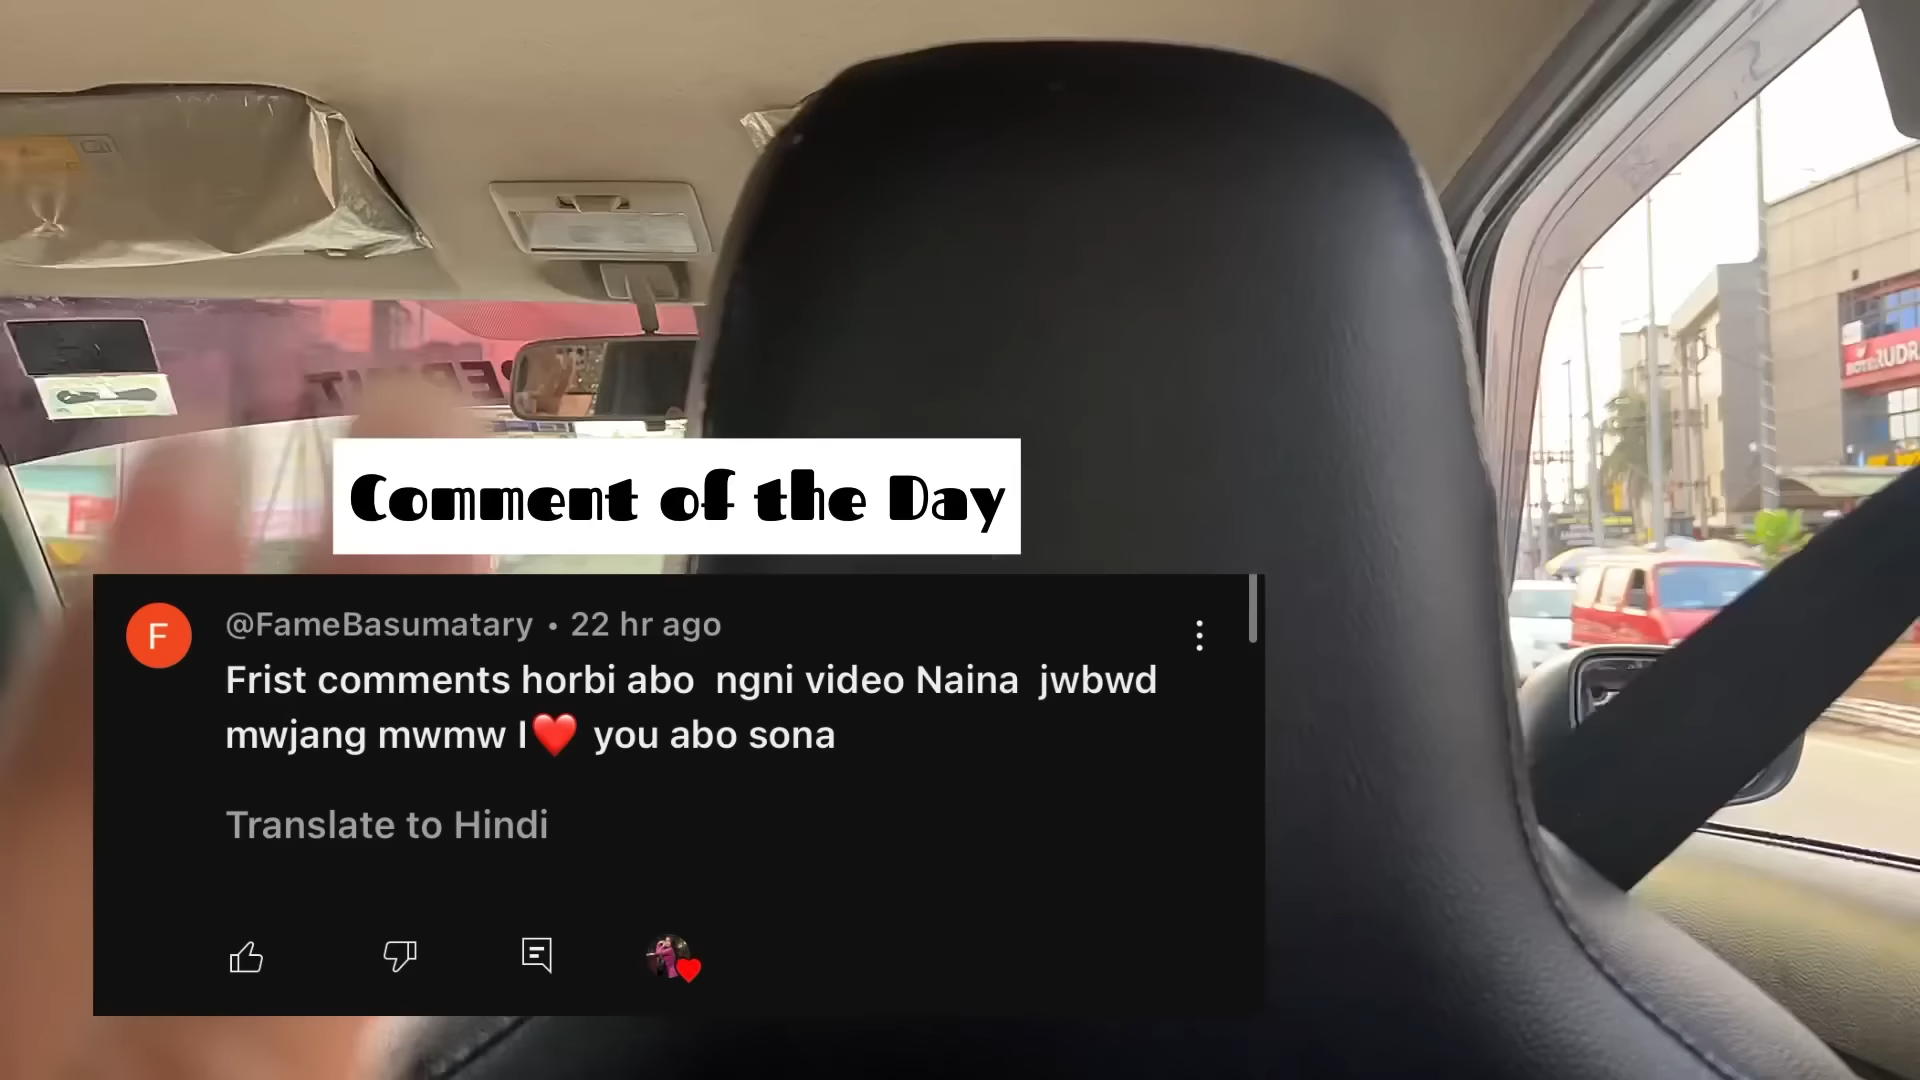 Comment of the Day
F
@FameBasumatary • 22 hr ago
Frist comments horbi abo ngni video Naina jwbwd
mwjang mwmw I❤️ you abo sona
Translate to Hindi
RUDR